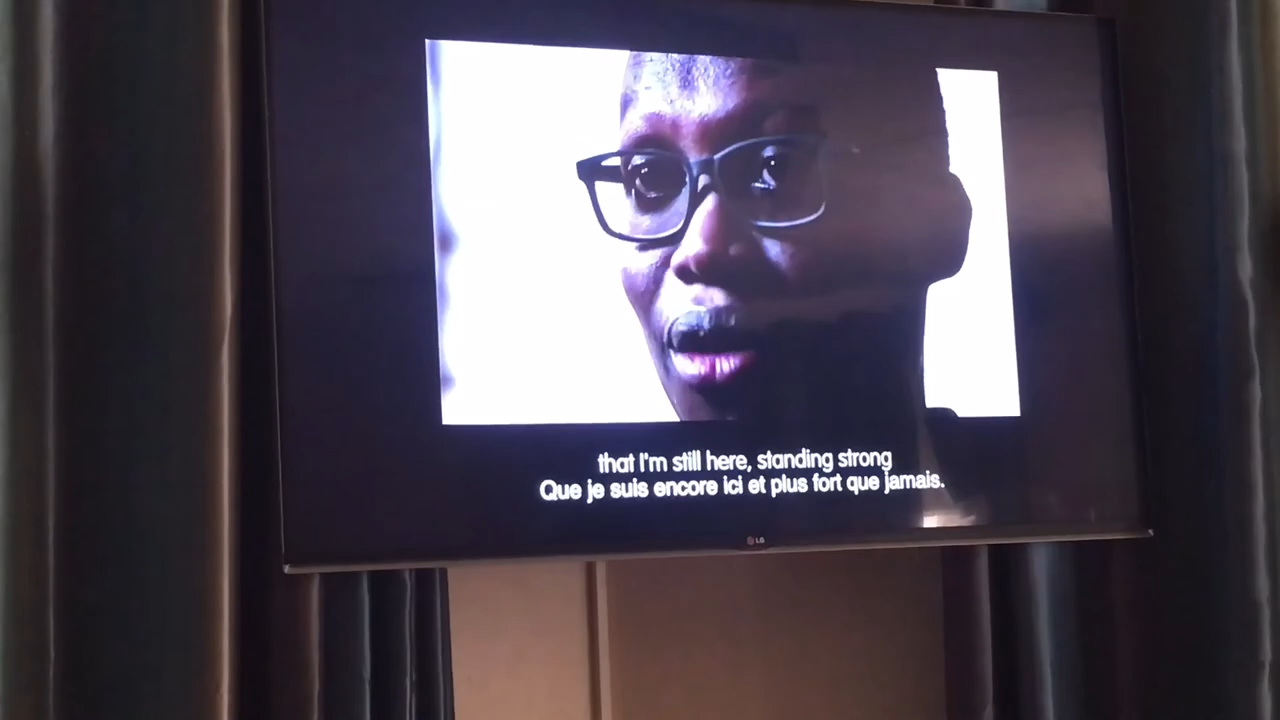 that I'm still here, standing strong
Que je suis encore ici et plus fort que jamais.
LG